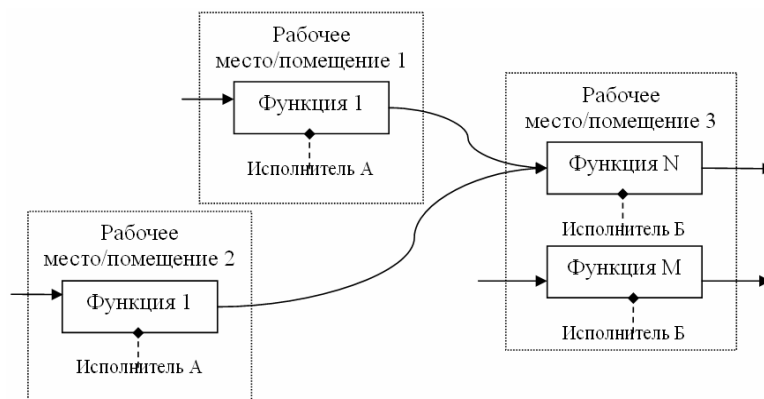 Рабочее
место/помещение 1
Функция 1
Исполнитель А
Рабочее
место/помещение 3
Функция N
Исполнитель Б
Функция M
Исполнитель Б
Рабочее
место/помещение 2
Функция 1
Исполнитель А